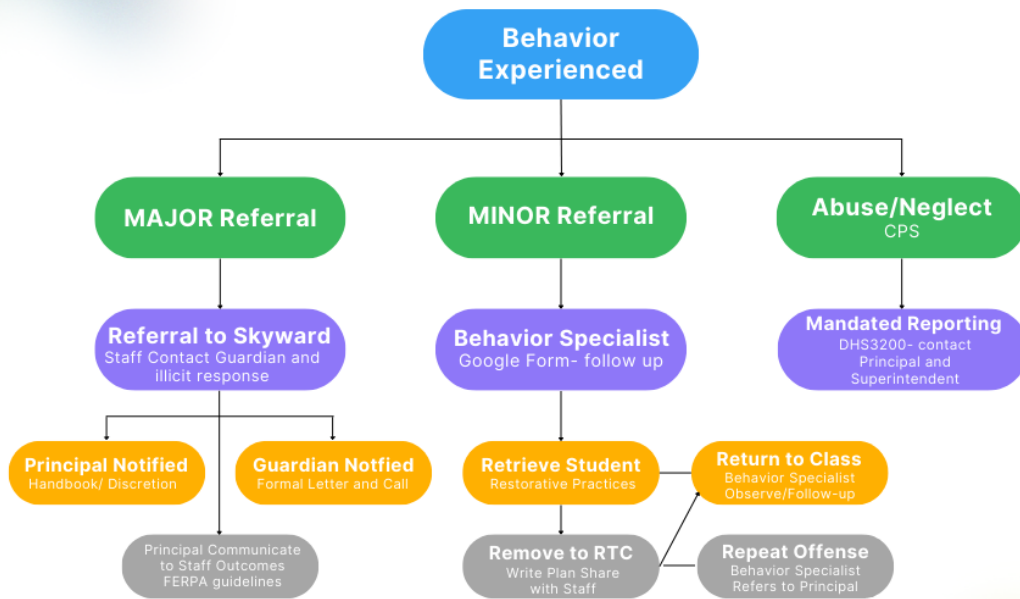 Behavior
Experienced
MAJOR Referral
MINOR Referral
Abuse/Neglect
CPS
Referral to Skyward
Staff Contact Guardian and
illicit response
Behavior Specialist
Google Form- follow up
Mandated Reporting
DHS3200- contact
Principal and
Superintendent
Principal Notified
Handbook/ Discretion
Guardian Notfied
Formal Letter and Call
Retrieve Student
Restorative Practices
Return to Class
Behavior Specialist
Observe/Follow-up
Principal Communicate
to Staff Outcomes
FERPA guidelines
Remove to RTC
Write Plan Share
with Staff
Repeat Offense
Behavior Specialist
Refers to Principal